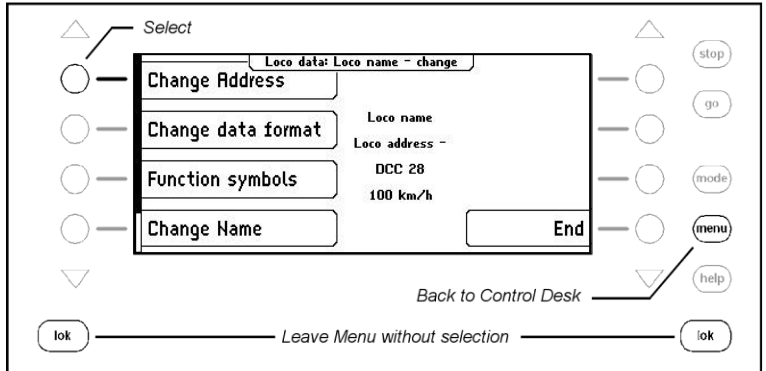 Select
stop
Loco data: Loco name - change
Change Address
go
Loco name
Change data format
Loco address -
DCC 28
Function symbols
mode
100 km/h
Change Name
End
menu
help
Back to Control Desk
lok
Leave Menu without selection
lok